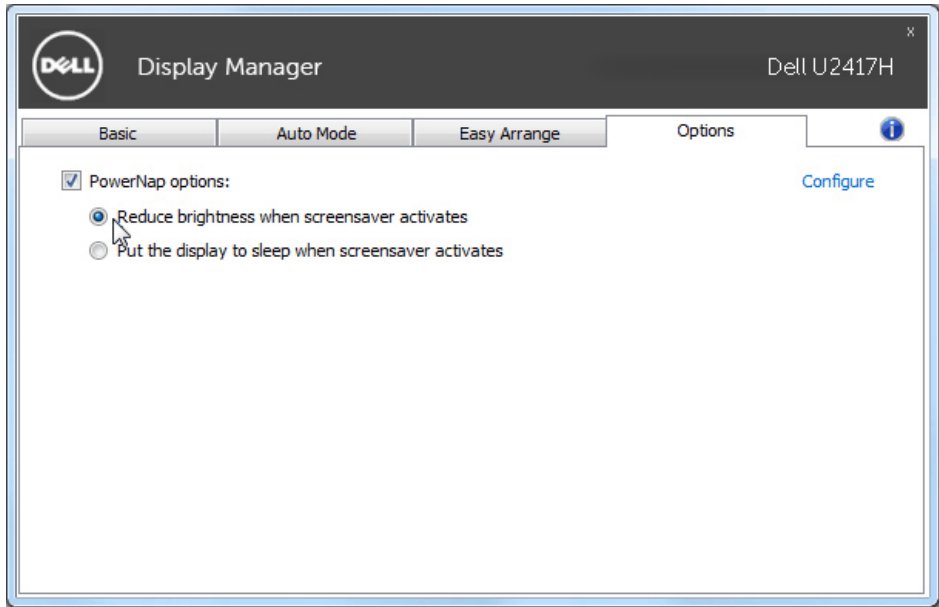 x
DELL Display Manager Dell U2417H
Basic Auto Mode Easy Arrange Options i
PowerNap options: Configure
Reduce brightness when screensaver activates
Put the display to sleep when screensaver activates